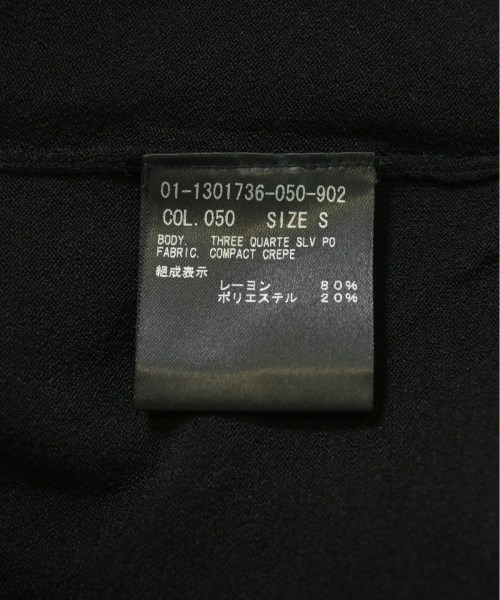 01-1301736-050-902
COL.050 SIZE S
BODY. THREE QUARTE SLV PO
FABRIC. COMPACT CREPE
組成表示
レーヨン 80%
ポリエステル 20%